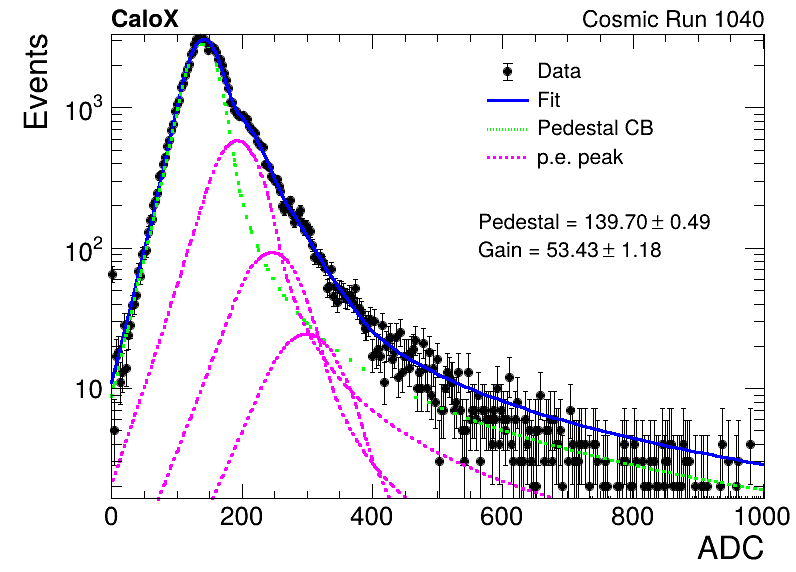 CaloX Cosmic Run 1040
Events
10³
10²
10
Data
Fit
Pedestal CB
p.e. peak
Pedestal = 139.70 ± 0.49
Gain = 53.43 ± 1.18
0 200 400 600 800 1000
ADC